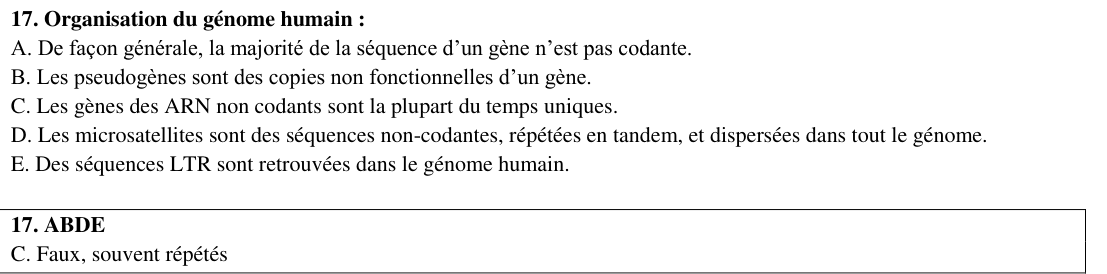 17. Organisation du génome humain :
A. De façon générale, la majorité de la séquence d’un gène n’est pas codante.
B. Les pseudogènes sont des copies non fonctionnelles d’un gène.
C. Les gènes des ARN non codants sont la plupart du temps uniques.
D. Les microsatellites sont des séquences non-codantes, répétées en tandem, et dispersées dans tout le génome.
E. Des séquences LTR sont retrouvées dans le génome humain.
17. ABDE
C. Faux, souvent répétés